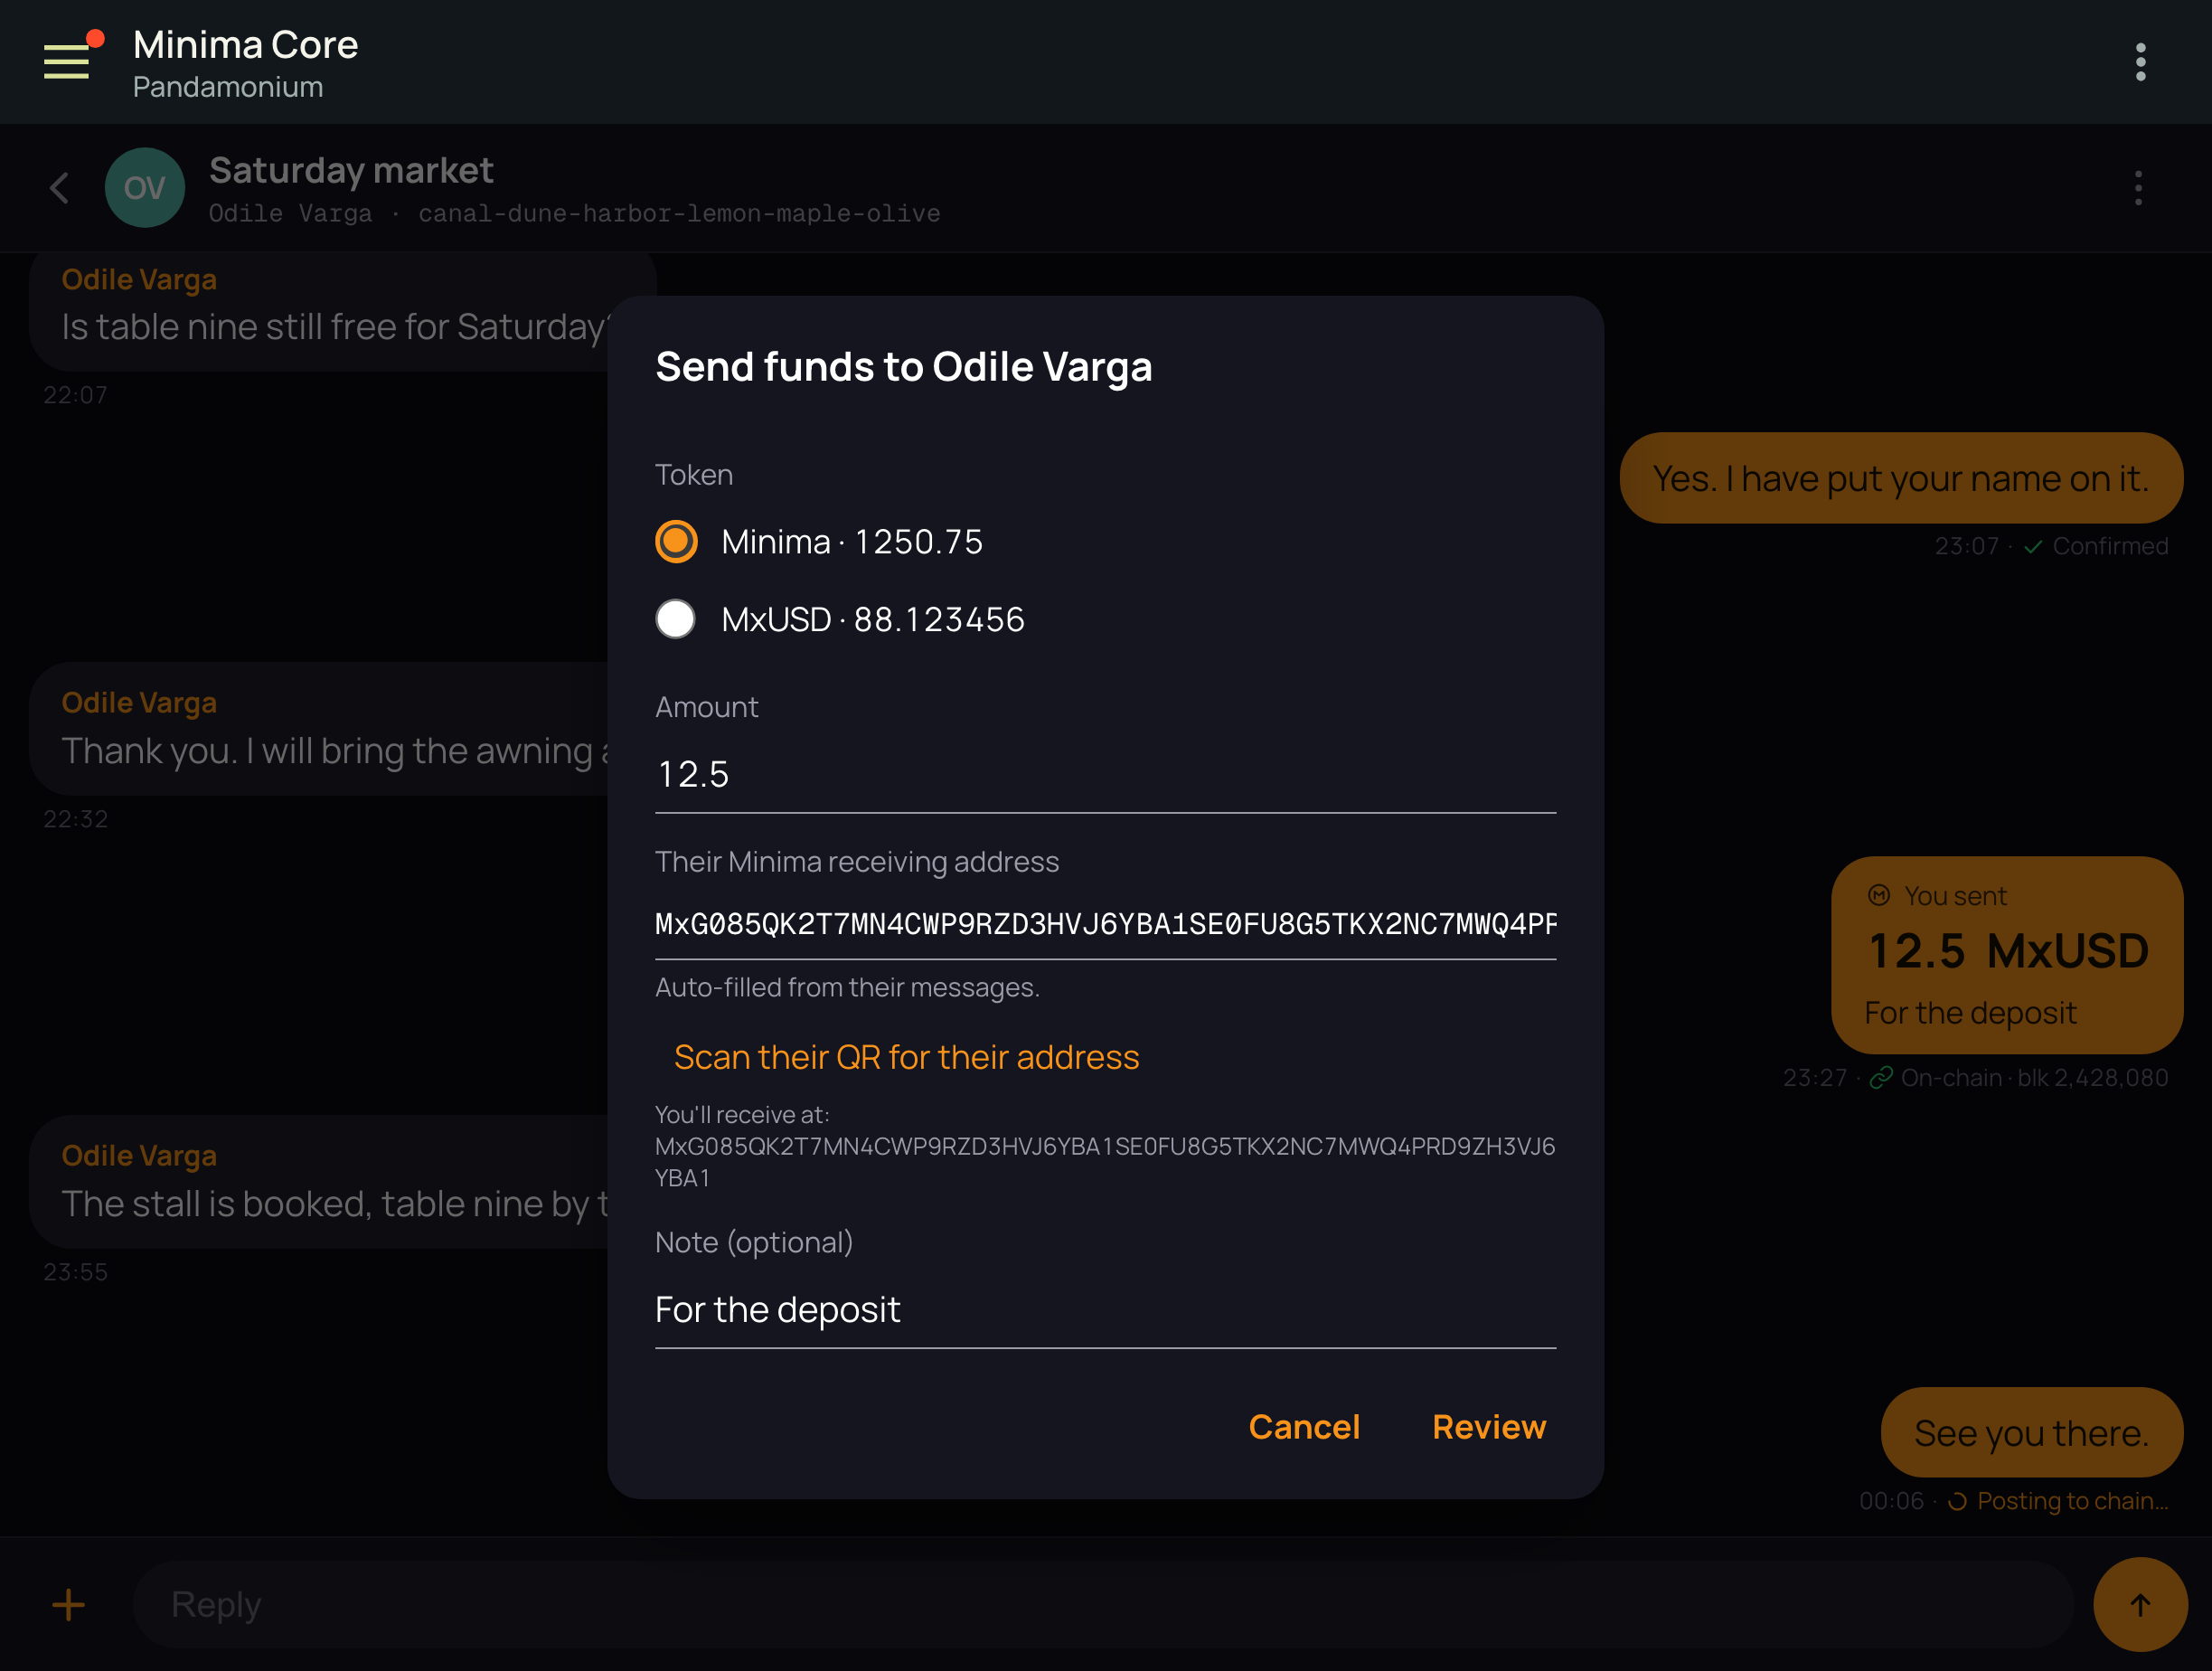 Minima Core
Pandamonium
OV
Saturday market
Odile Varga · canal-dune-harbor-lemon-maple-olive
Odile Varga
Is table nine still free for Saturday?
22:07
Yes. I have put your name on it.
23:07 · Confirmed
Odile Varga
Thank you. I will bring the awning
22:32
You sent
12.5 MxUSD
For the deposit
23:27 · On-chain · blk 2,428,080
Odile Varga
The stall is booked, table nine by
23:55
See you there.
00:06 · Posting to chain…
Send funds to Odile Varga
Token
Minima · 1250.75
MxUSD · 88.123456
Amount
12.5
Their Minima receiving address
MxG085QK2T7MN4CWP9RZD3HVJ6YBA1SE0FU8G5TKX2NC7MWQ4PR
Auto-filled from their messages.
Scan their QR for their address
You'll receive at:
MxG085QK2T7MN4CWP9RZD3HVJ6YBA1SE0FU8G5TKX2NC7MWQ4PRD9ZH3VJ6
YBA1
Note (optional)
For the deposit
Cancel
Review
Reply